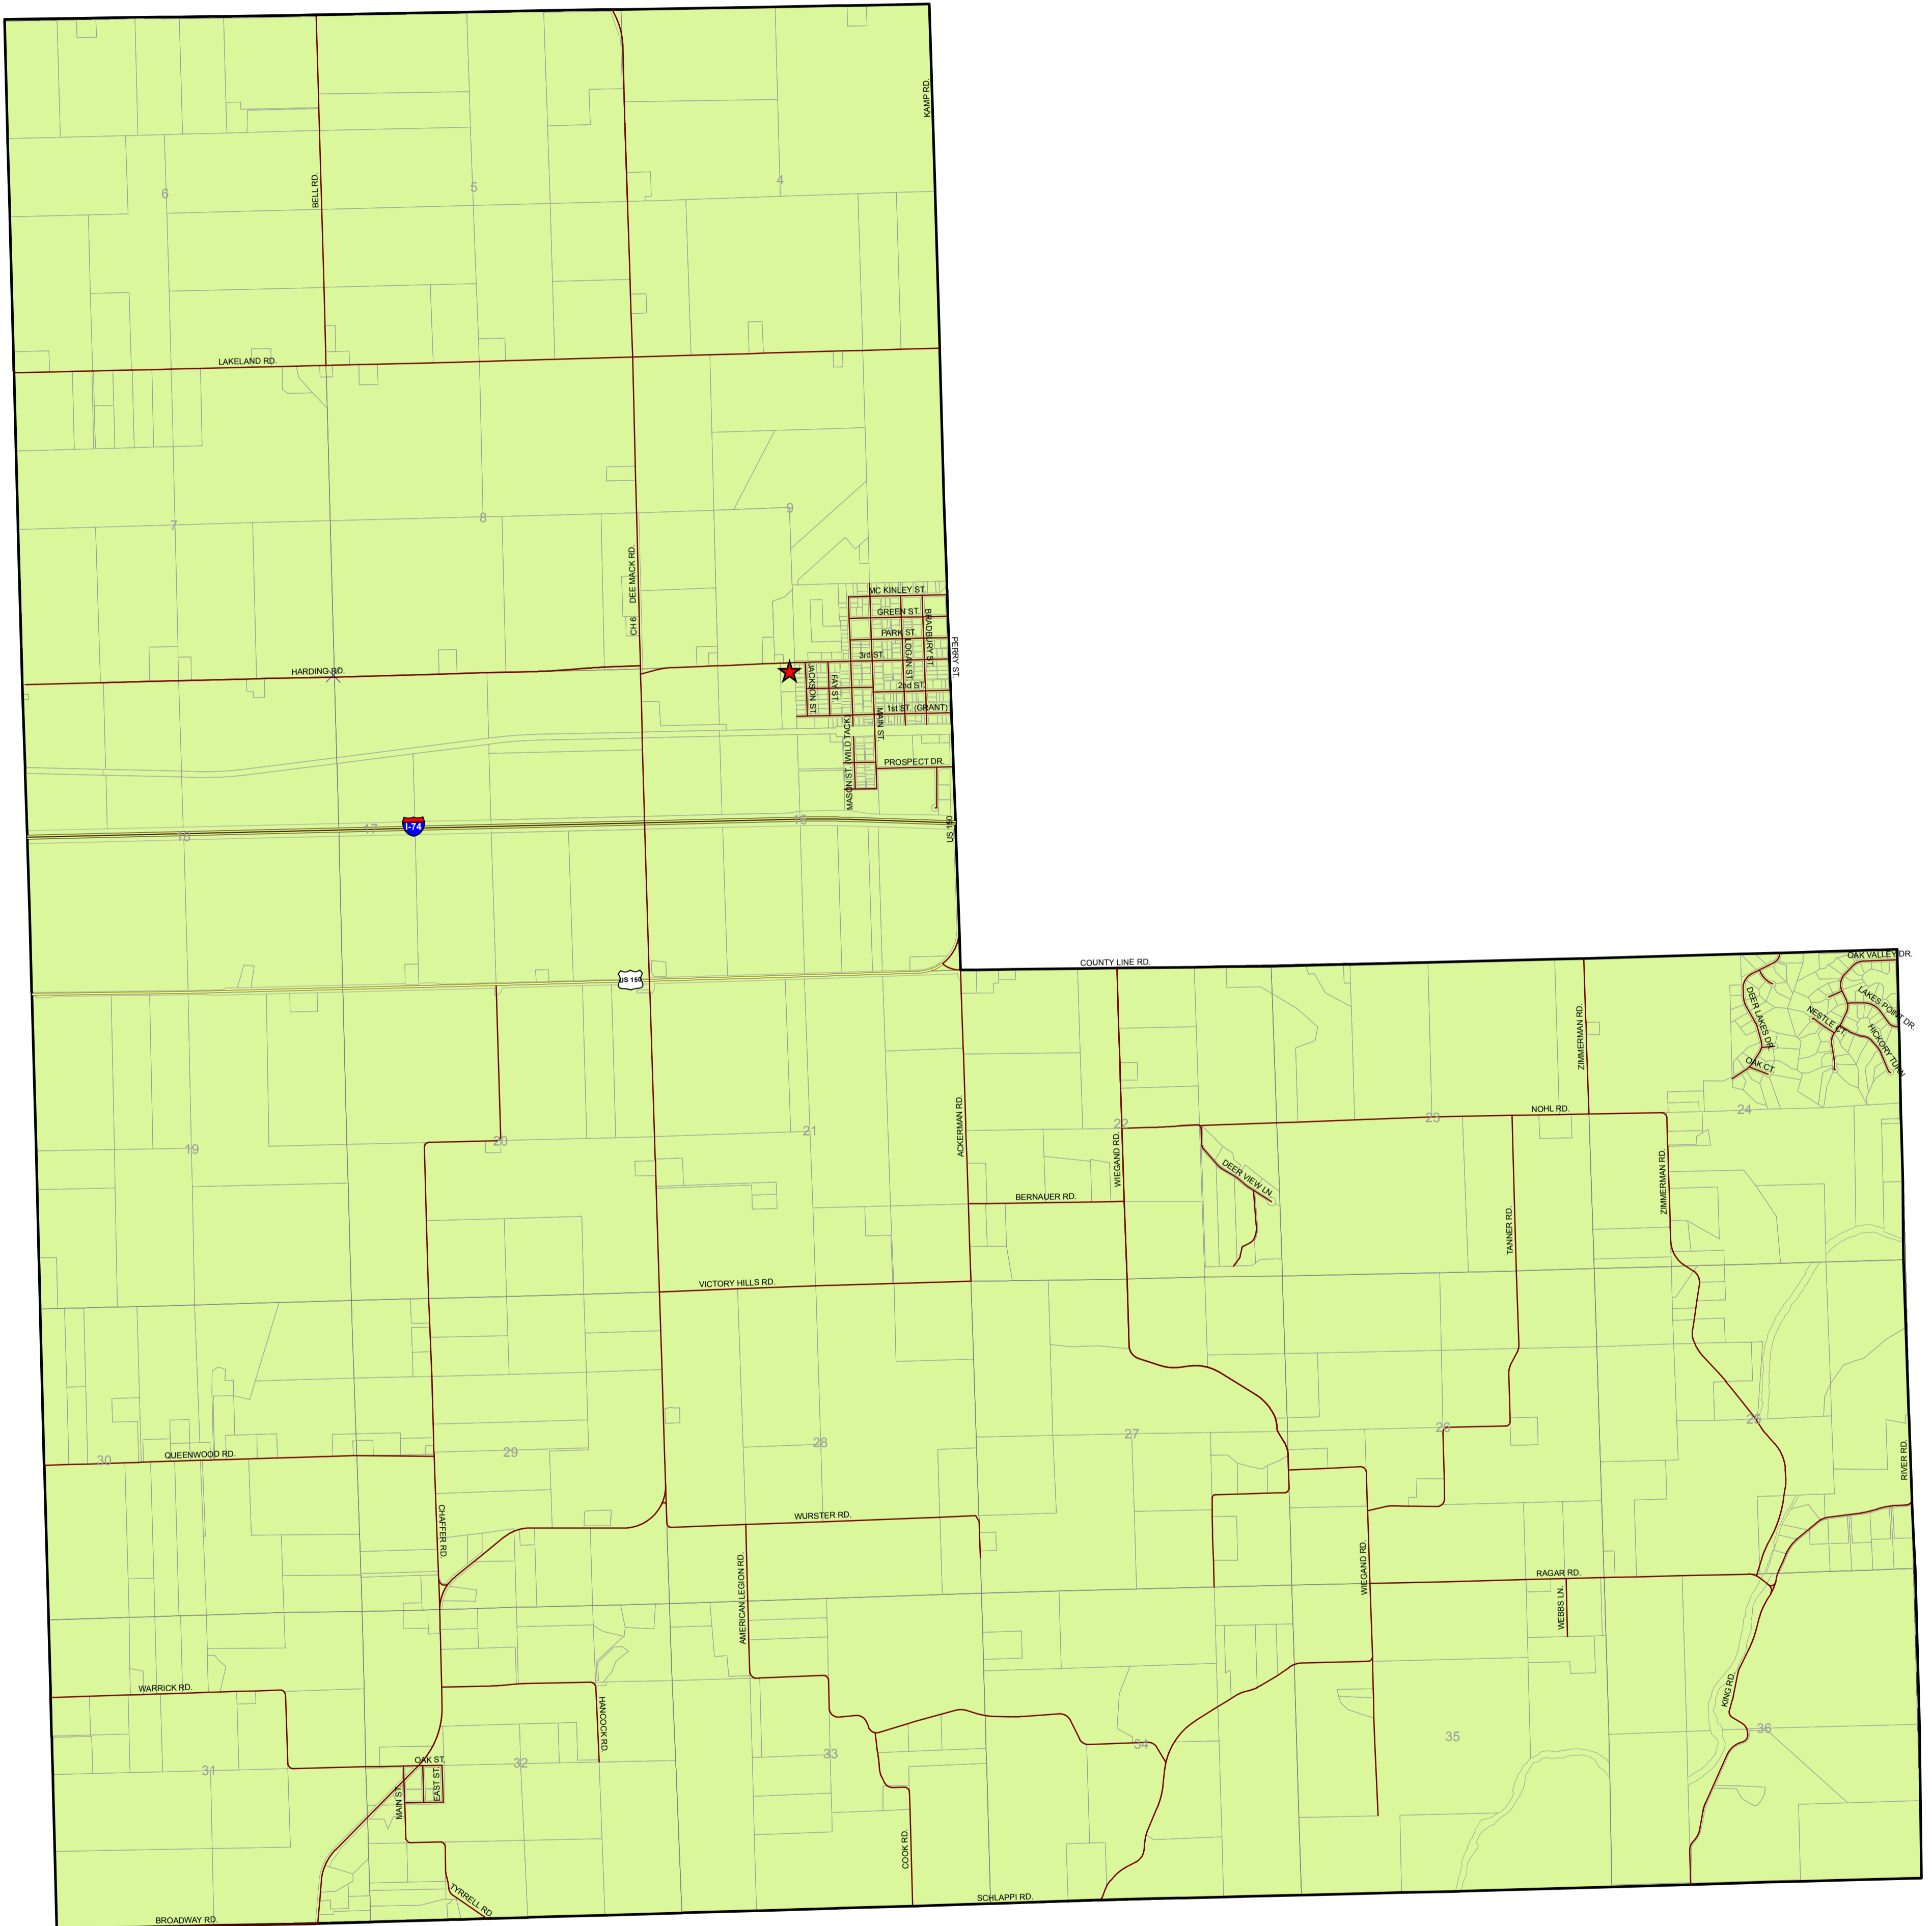 KAMP RD.
6
BELL RD.
5
4
LAKELAND RD.
7
8
9
CH 6 DEE MACK RD.
MC KINLEY ST.
GREEN ST.
BRADBURY ST.
PARK ST.
LOGAN ST.
PERRY ST.
3rd ST.
HARDING RD.
JACKSON ST.
FAY ST.
2nd ST.
1st ST. (GRANT)
MAIN ST.
MASON ST. (WILD TACK)
PROSPECT DR.
18
17
I-74
16
US 150
US 150
COUNTY LINE RD.
OAK VALLEY DR.
DEER LAKES DR.
LAKES POINT DR.
NESTLE CT.
HICKORY TURN
OAK CT.
ZIMMERMAN RD.
19
20
21
ACKERMAN RD.
22
23
NOHL RD.
24
WIEGAND RD.
DEER VIEW LN.
BERNAUER RD.
TANNER RD.
ZIMMERMAN RD.
VICTORY HILLS RD.
30
QUEENWOOD RD.
29
28
27
26
25
RIVER RD.
CHAFFER RD.
WURSTER RD.
AMERICAN LEGION RD.
WIEGAND RD.
RAGAR RD.
WEBBS LN.
WARRICK RD.
HANCOCK RD.
KING RD.
31
OAK ST.
EAST ST.
MAIN ST.
32
33
34
35
36
COOK RD.
TYRRELL RD.
SCHLAPPI RD.
BROADWAY RD.